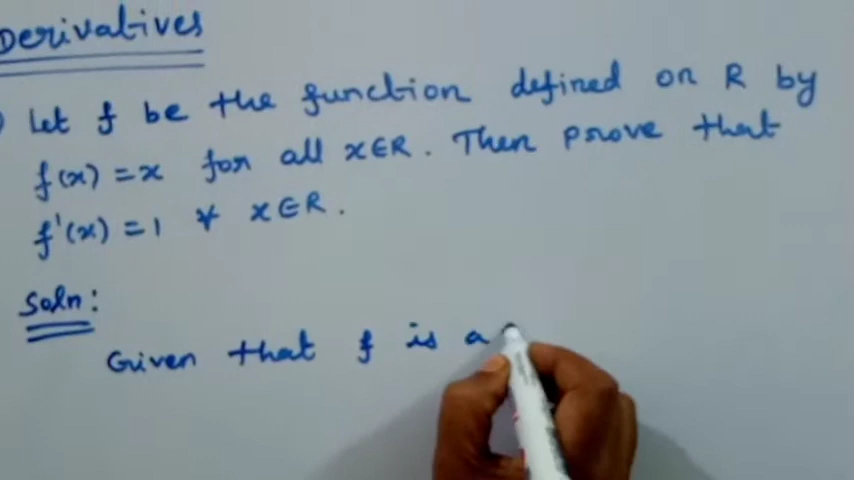 Derivatives
Let f be the function defined on R by
f(x) = x for all x∈R. Then prove that
f'(x) = 1 ∀ x∈R.
Soln:
Given that f is a